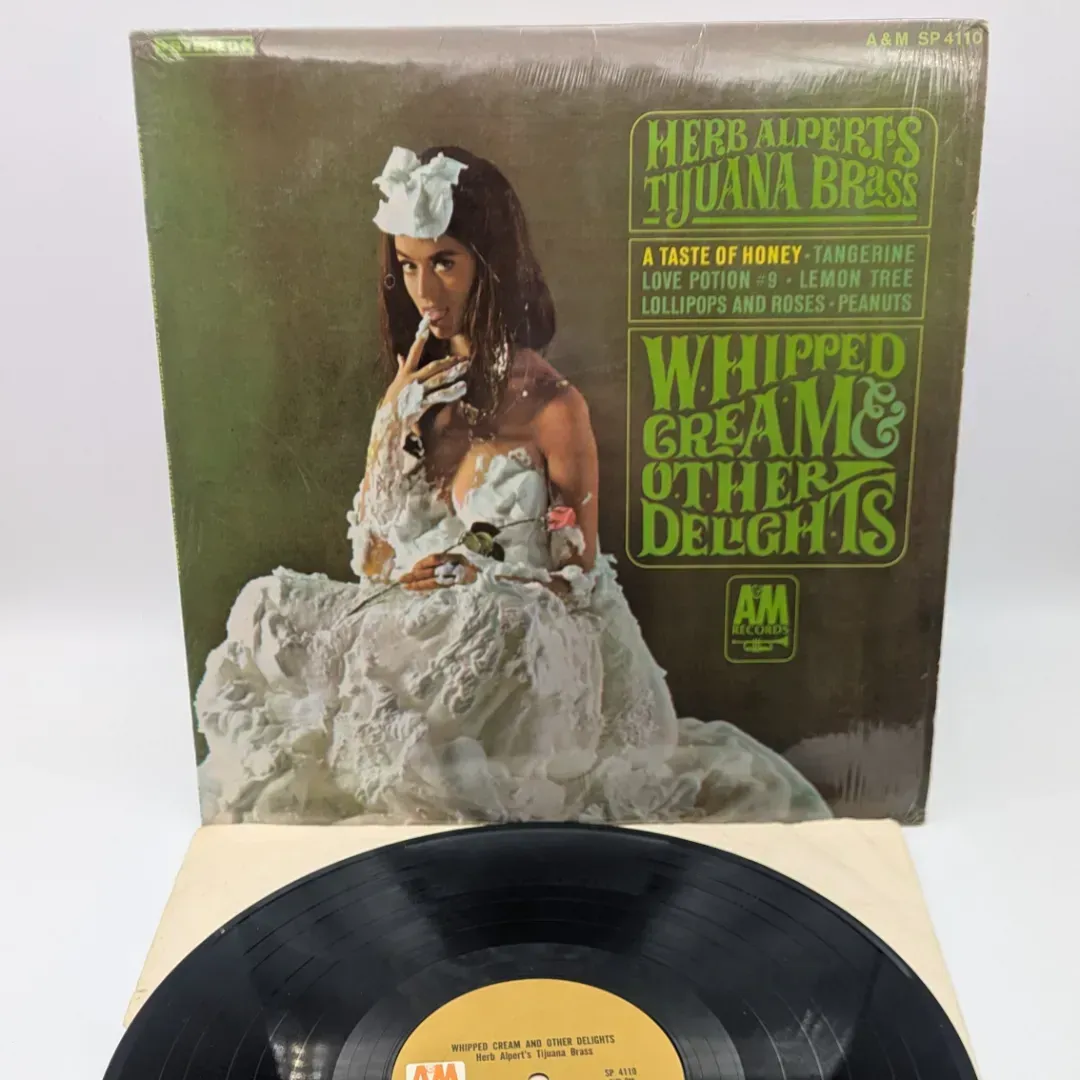 STEREO
A & M SP 4110
HERB ALPERT'S
TIJUANA BRASS
A TASTE OF HONEY · TANGERINE
LOVE POTION #9 · LEMON TREE
LOLLIPOPS AND ROSES · PEANUTS
WHIPPED
CREAM &
OTHER
DELIGHTS
A&M
RECORDS
WHIPPED CREAM AND OTHER DELIGHTS
Herb Alpert's Tijuana Brass
A&M
SP 4110